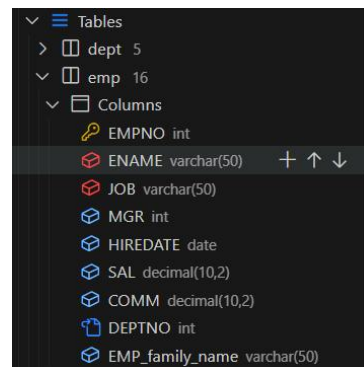 Tables
dept 5
emp 16
Columns
EMPNO int
ENAME varchar(50)
JOB varchar(50)
MGR int
HIREDATE date
SAL decimal(10,2)
COMM decimal(10,2)
DEPTNO int
EMP_family_name varchar(50)